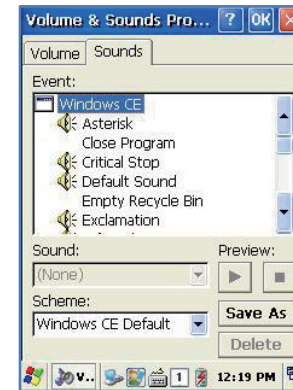 Volume & Sounds Pro... ? OK
Volume Sounds
Event:
Windows CE
Asterisk
Close Program
Critical Stop
Default Sound
Empty Recycle Bin
Exclamation
Sound: Preview:
(None)
Scheme:
Windows CE Default Save As
Delete
V.. 1 12:19 PM